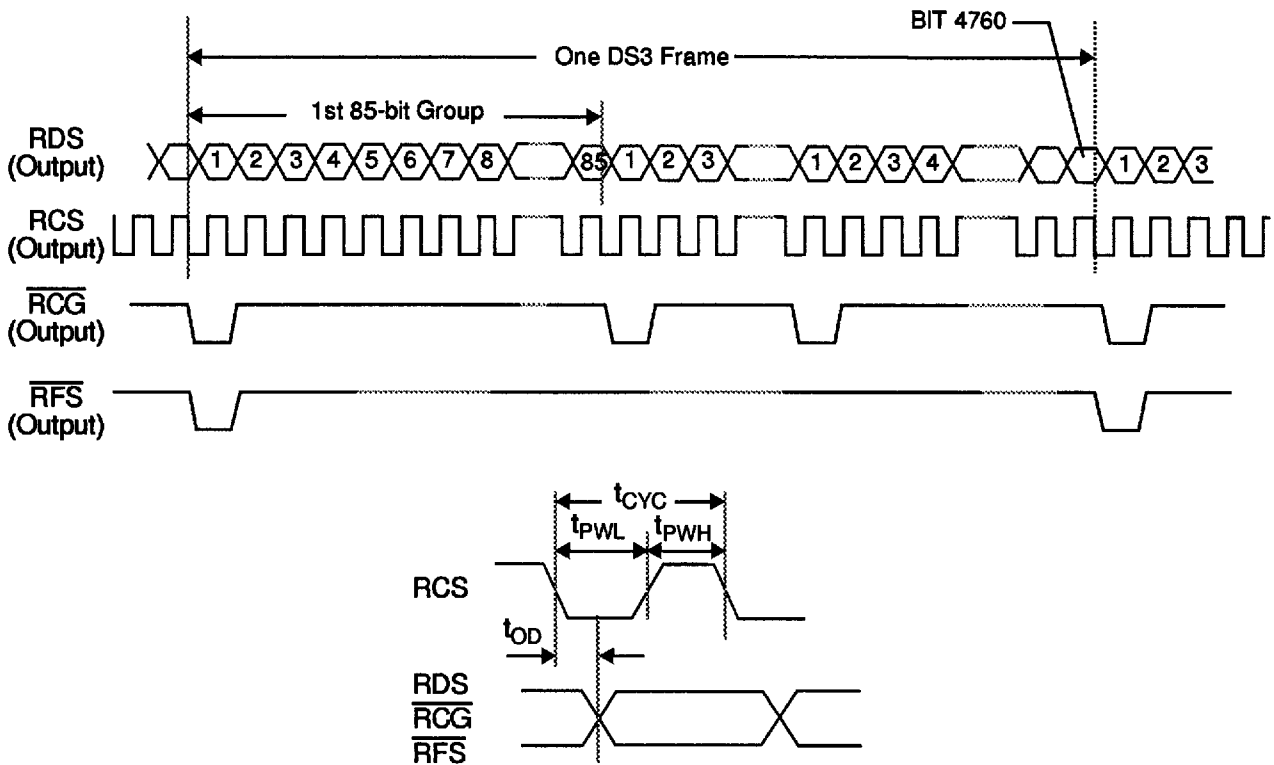 BIT 4760
One DS3 Frame
1st 85-bit Group
RDS
(Output)
1 2 3 4 5 6 7 8 85 1 2 3 1 2 3 4 1 2 3
RCS
(Output)
RCG
(Output)
RFS
(Output)
tCYC
tPWL tPWH
RCS
tOD
RDS
RCG
RFS